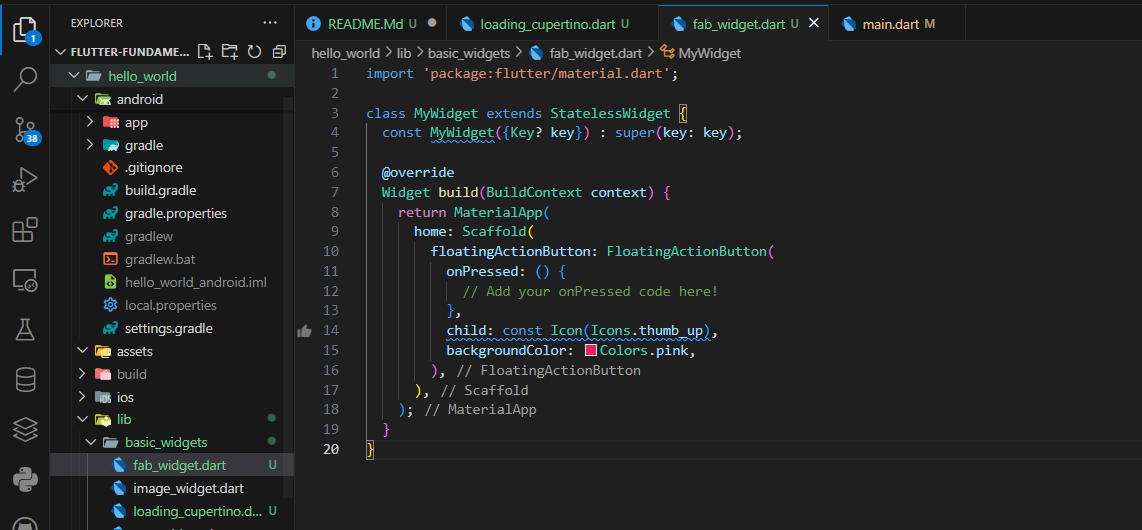 EXPLORER
FLUTTER-FUNDAME...
hello_world
android
app
gradle
.gitignore
build.gradle
gradle.properties
gradlew
gradlew.bat
hello_world_android.iml
local.properties
settings.gradle
assets
build
ios
lib
basic_widgets
fab_widget.dart U
image_widget.dart
loading_cupertino.d... U
1
38
README.Md U
loading_cupertino.dart U
fab_widget.dart U
main.dart M
hello_world > lib > basic_widgets > fab_widget.dart > MyWidget
1 import 'package:flutter/material.dart';
2
3 class MyWidget extends StatelessWidget {
4 const MyWidget({Key? key}) : super(key: key);
5
6 @override
7 Widget build(BuildContext context) {
8 return MaterialApp(
9 home: Scaffold(
10 floatingActionButton: FloatingActionButton(
11 onPressed: () {
12 // Add your onPressed code here!
13 },
14 child: const Icon(Icons.thumb_up),
15 backgroundColor: Colors.pink,
16 ), // FloatingActionButton
17 ), // Scaffold
18 ); // MaterialApp
19 }
20 }